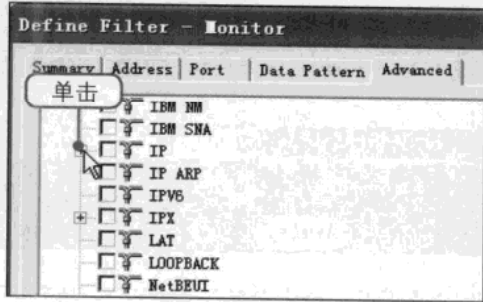 Define Filter - Monitor
Summary Address Port Data Pattern Advanced
单击
IBM NM
IBM SNA
IP
IP ARP
IPV6
IPX
LAT
LOOPBACK
NetBEUI